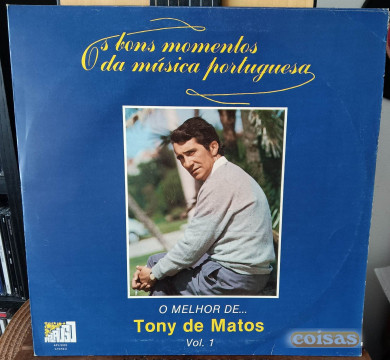 Os bons momentos
da música portuguesa
O MELHOR DE...
Tony de Matos
Vol. 1
coisas